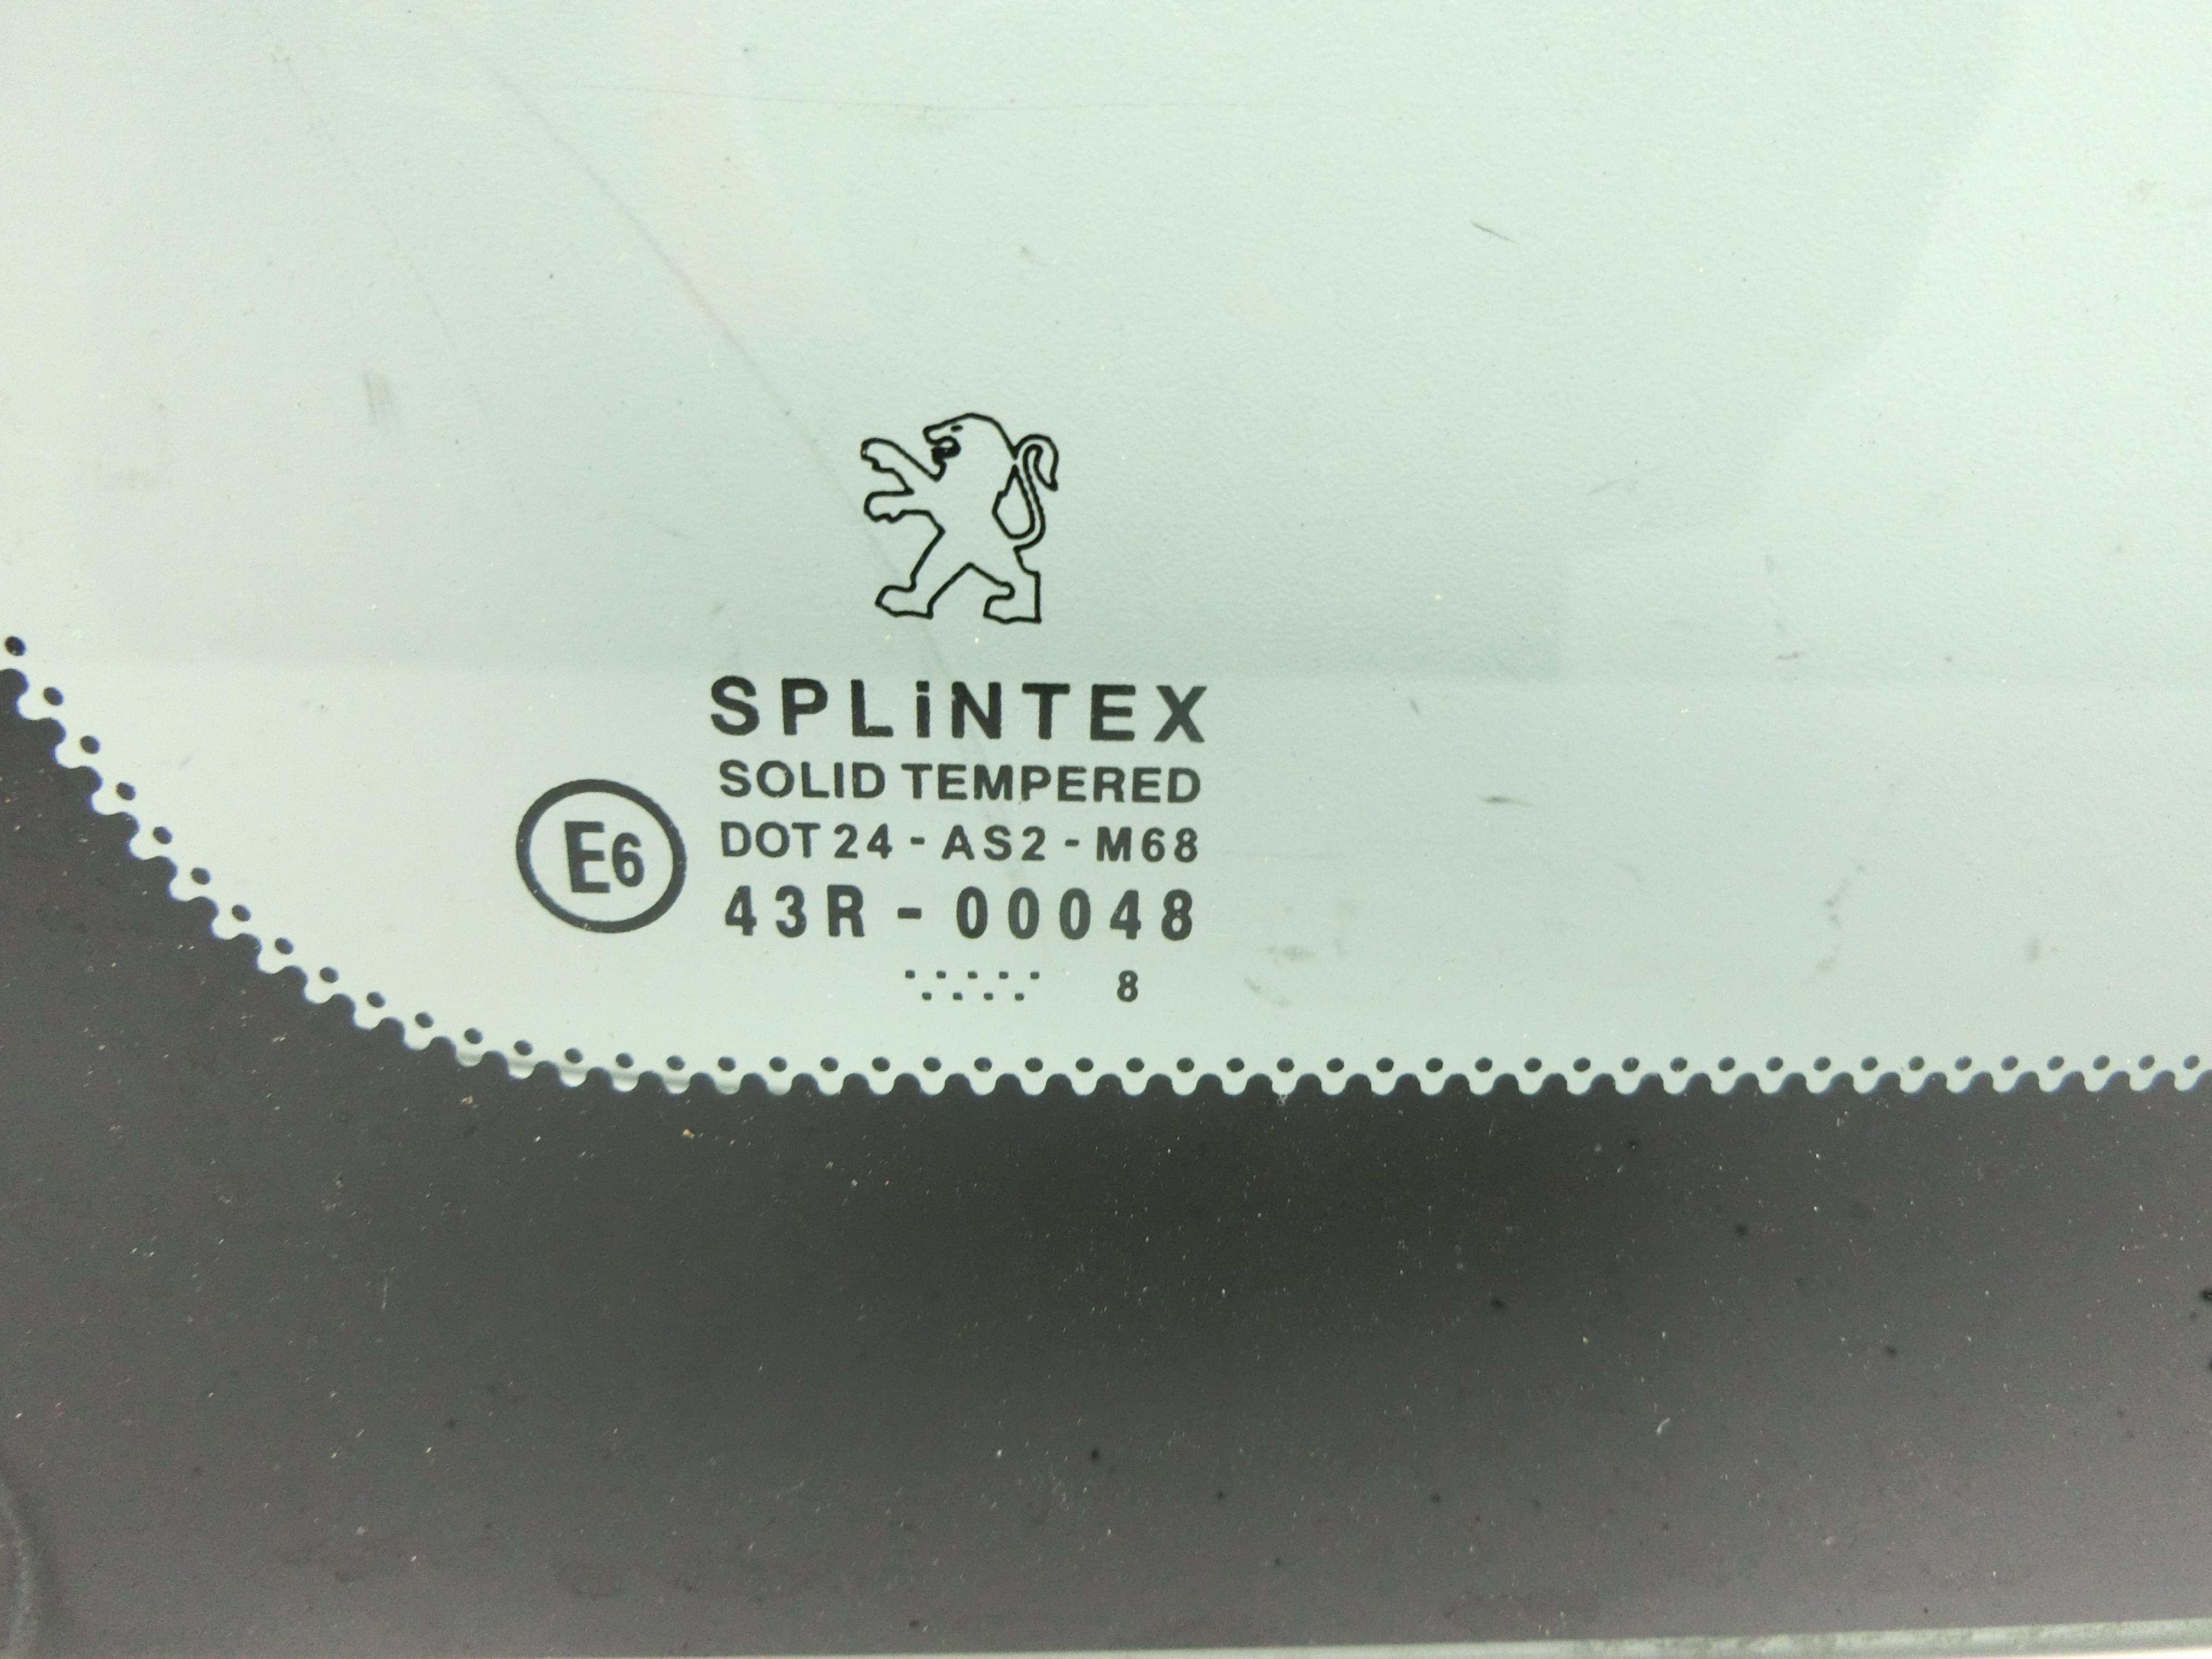 SPLiNTEX
SOLID TEMPERED
DOT 24 - AS2 - M68
E6
43R - 00048
8